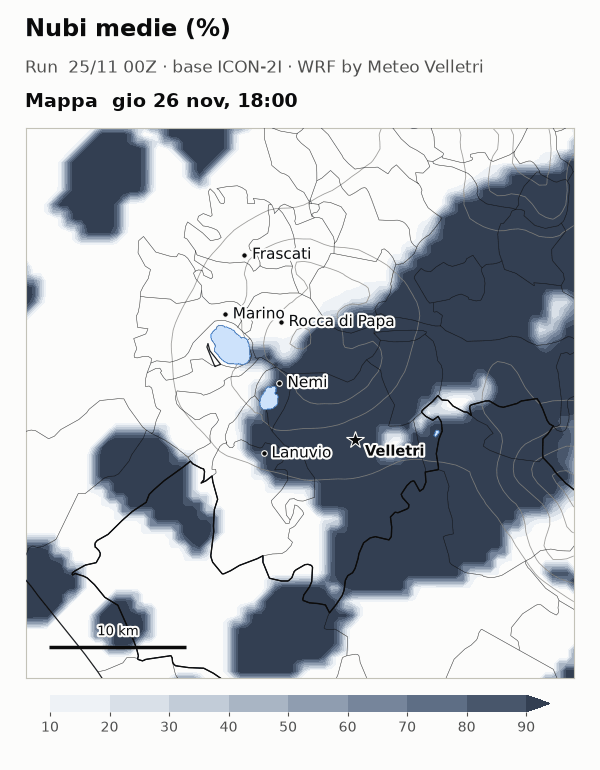 Nubi medie (%)
Run  25/11 00Z · base ICON-2I · WRF by Meteo Velletri
Mappa  gio 26 nov, 18:00
Frascati
Marino
Rocca di Papa
Nemi
Velletri
Lanuvio
10 km
10 20 30 40 50 60 70 80 90